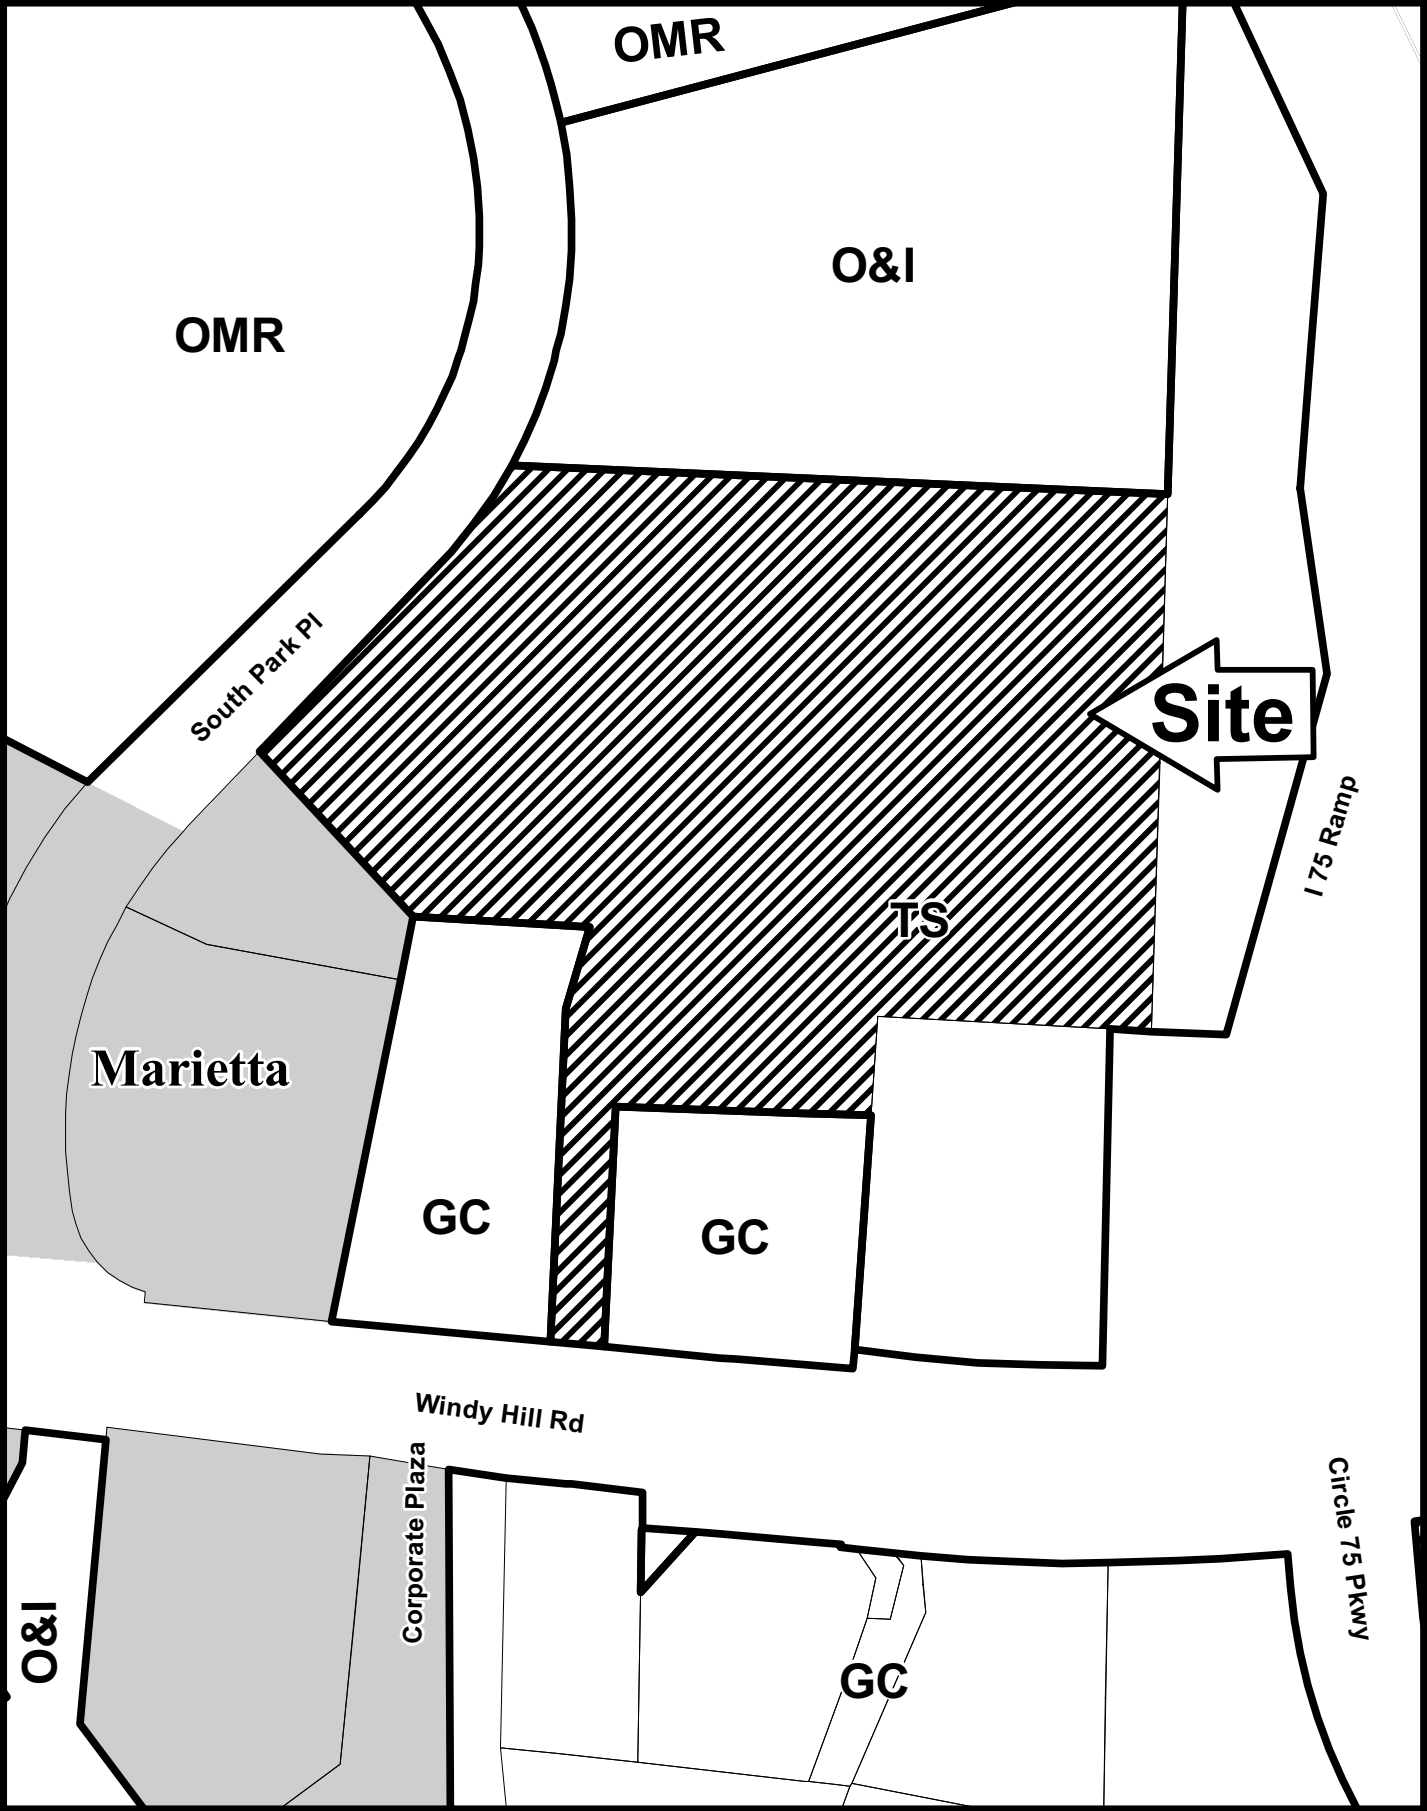 OMR
O&I
OMR
South Park Pl
Site
I 75 Ramp
TS
Marietta
GC
GC
Windy Hill Rd
Corporate Plaza
Circle 75 Pkwy
O&I
GC